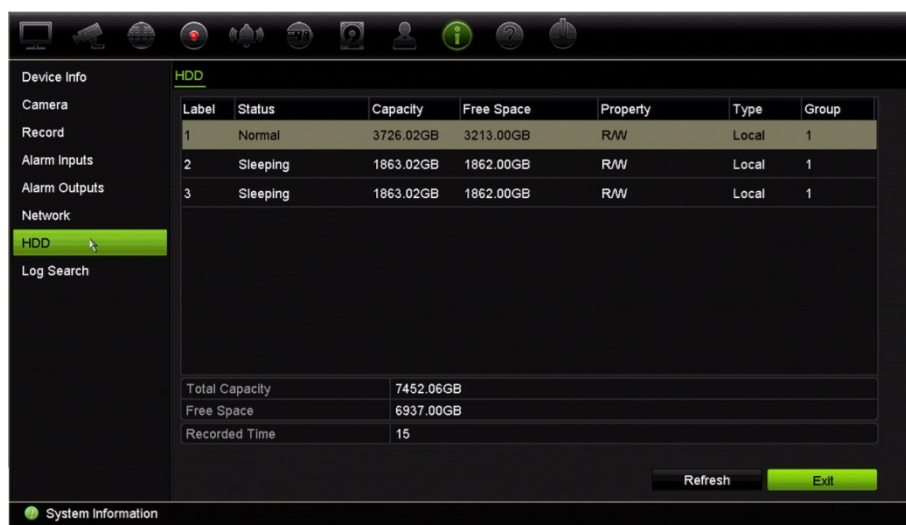 Device Info
HDD
Camera
Label Status Capacity Free Space Property Type Group
Record
1 Normal 3726.02GB 3213.00GB R/W Local 1
Alarm Inputs
2 Sleeping 1863.02GB 1862.00GB R/W Local 1
Alarm Outputs
3 Sleeping 1863.02GB 1862.00GB R/W Local 1
Network
HDD
Log Search
Total Capacity 7452.06GB
Free Space 6937.00GB
Recorded Time 15
Refresh Exit
System Information